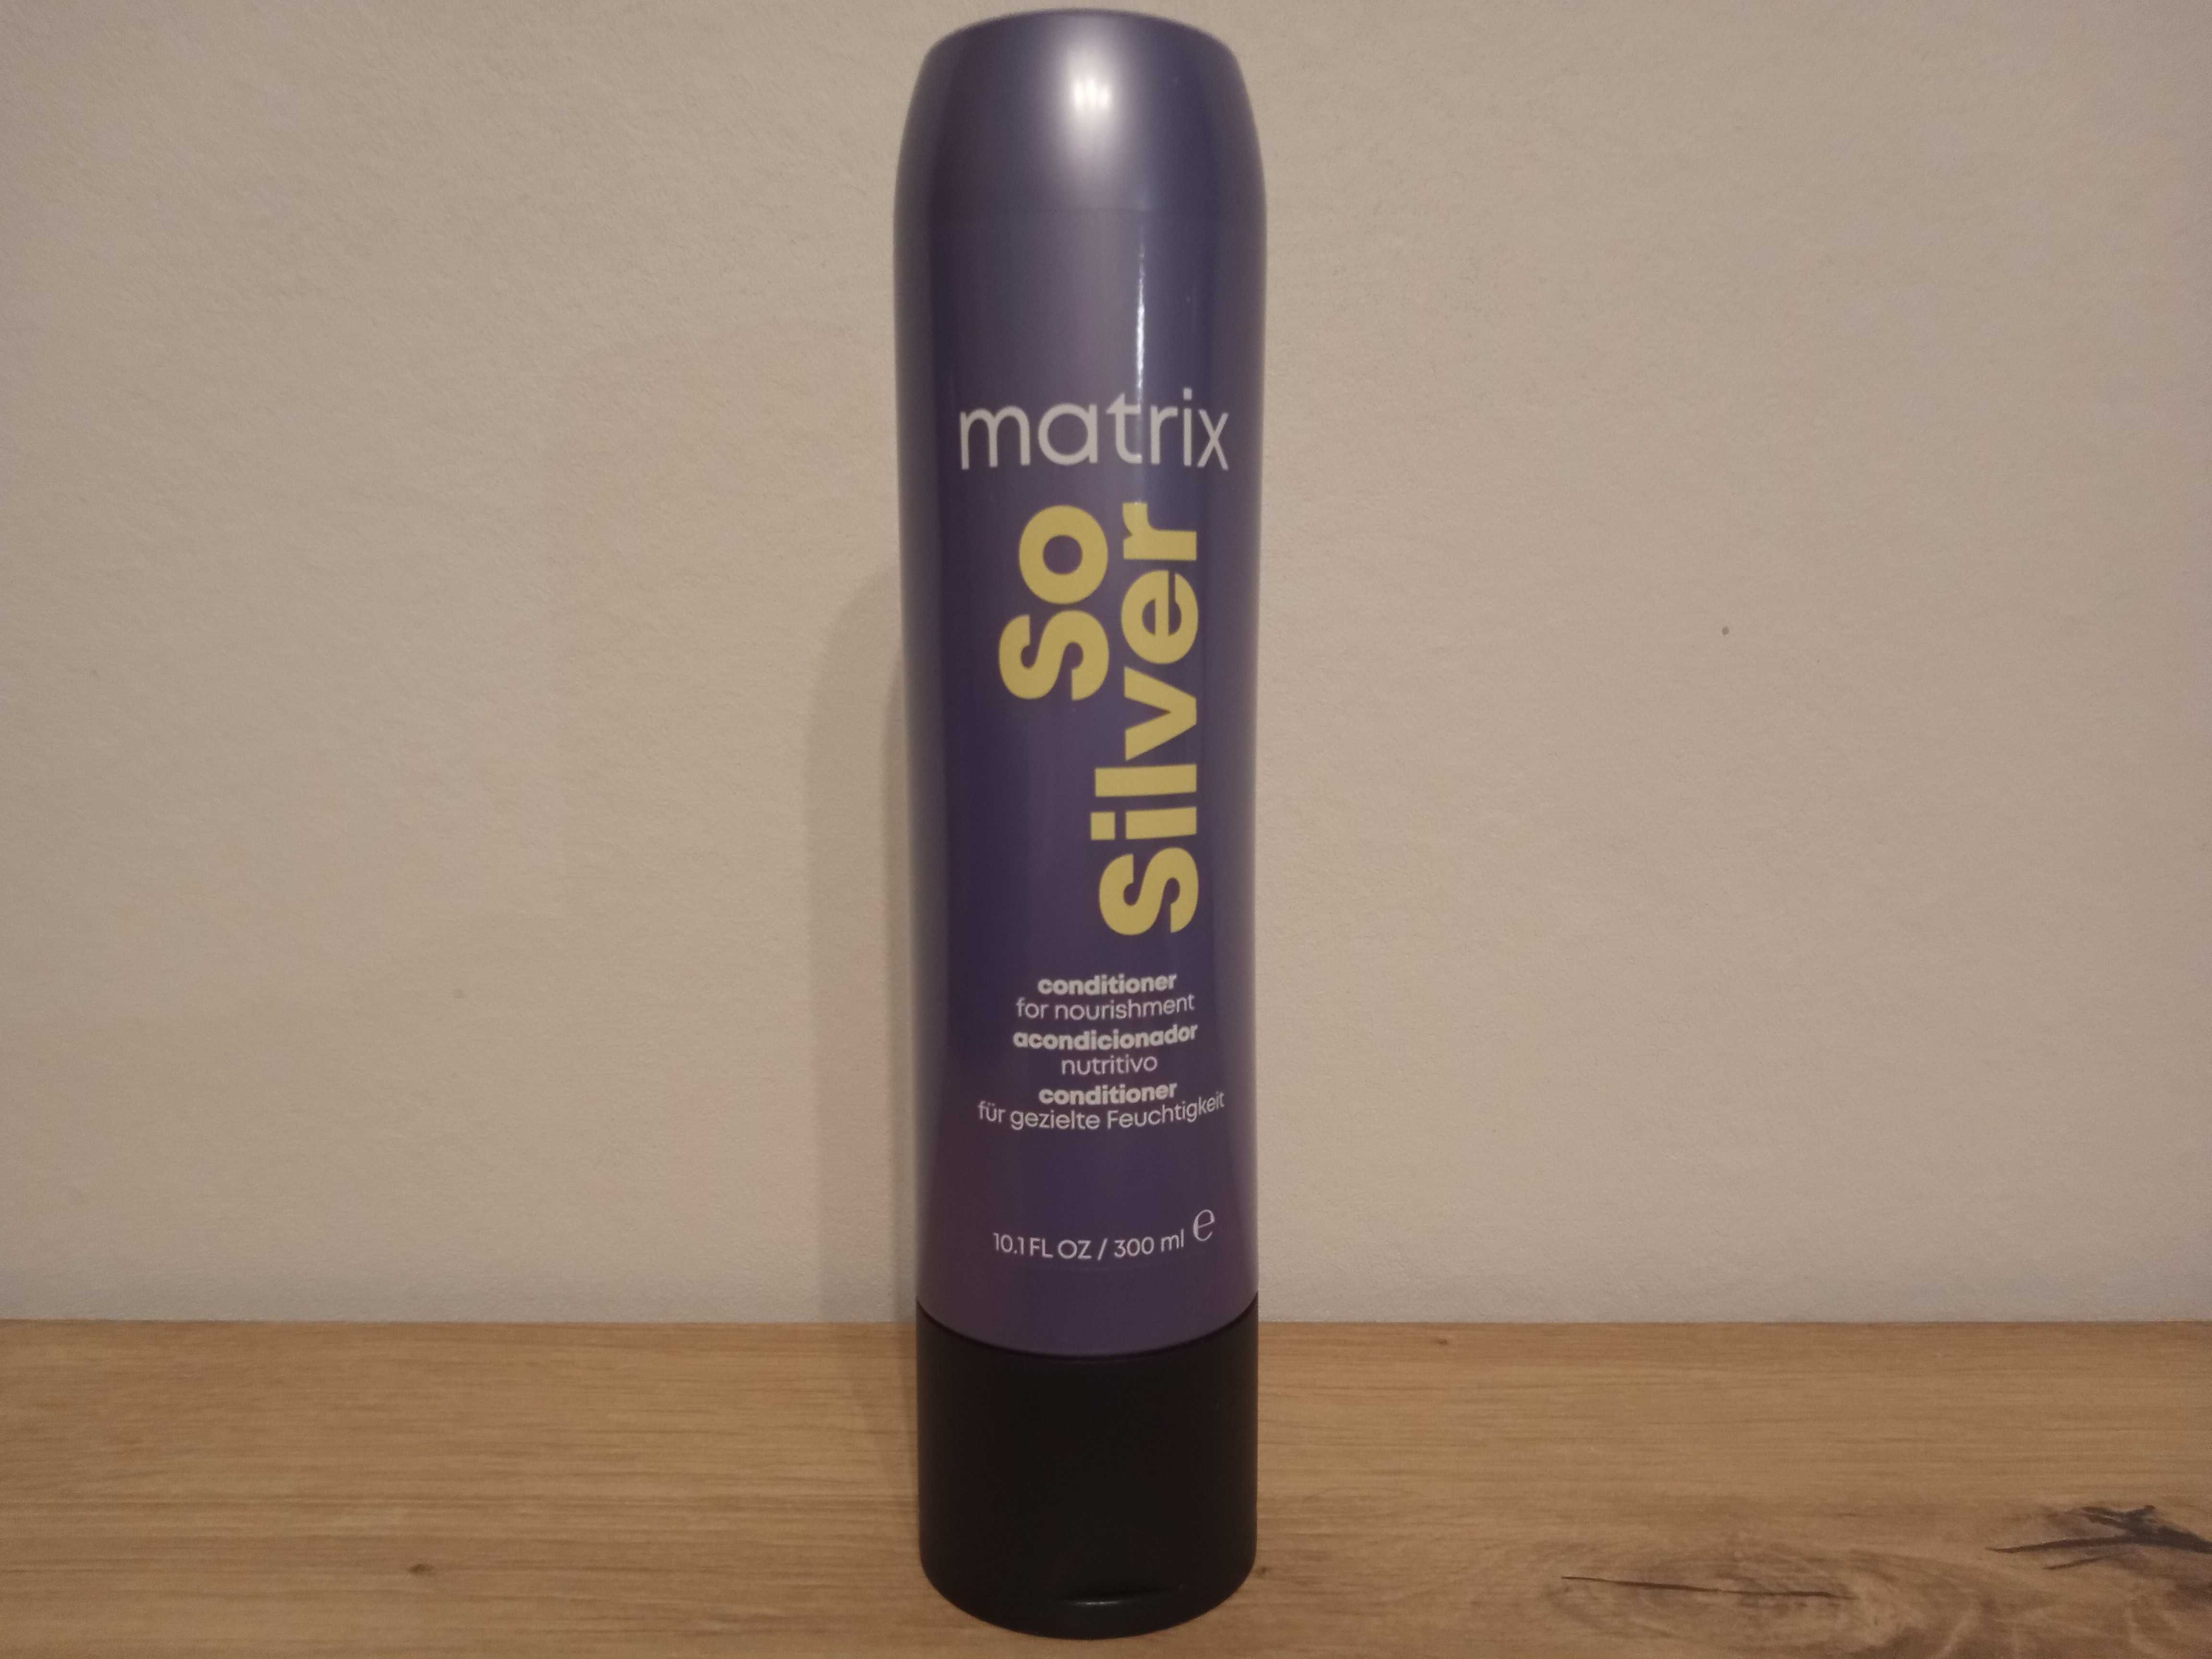 matrix
So
Silver
conditioner
for nourishment
acondicionador
nutritivo
conditioner
für gezielte Feuchtigkeit
10.1 FL OZ / 300 ml ℮